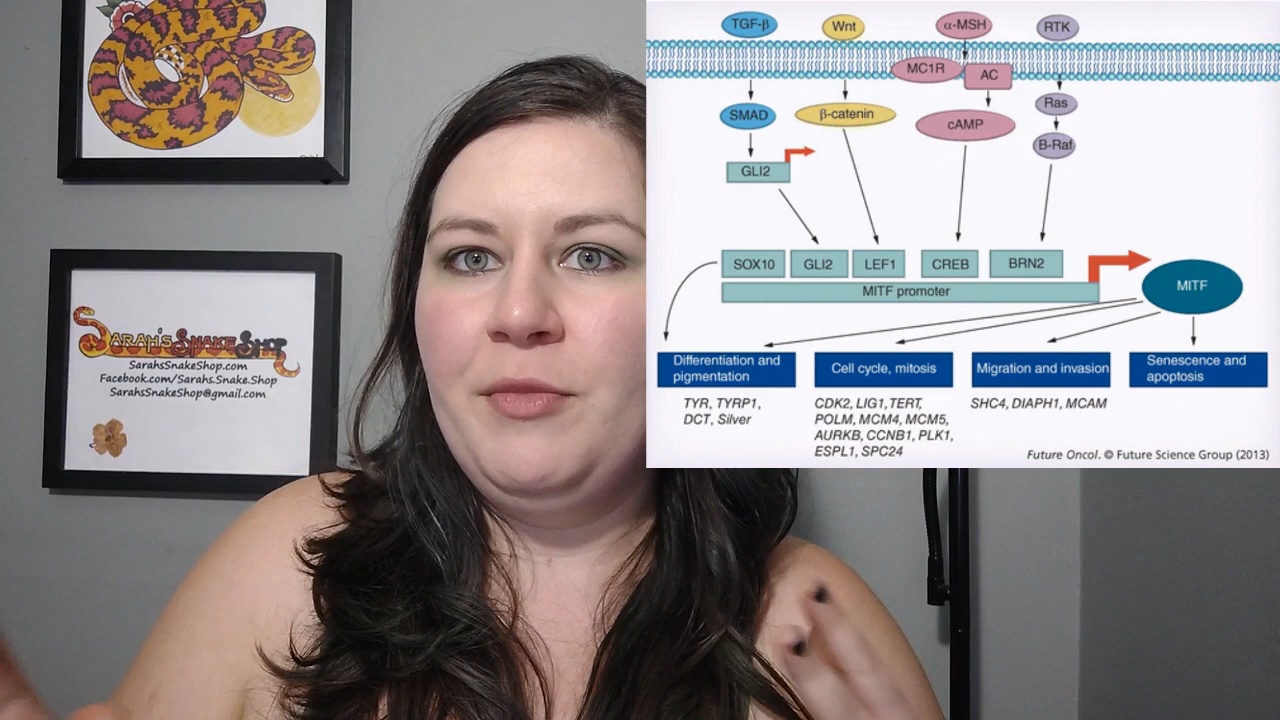 SARAH'S SNAKE SHOP
SarahsSnakeShop.com
Facebook.com/Sarahs.Snake.Shop
SarahsSnakeShop@gmail.com
TGF-β
Wnt
α-MSH
RTK
MC1R
AC
SMAD
β-catenin
cAMP
Ras
B-Raf
GLI2
SOX10
GLI2
LEF1
CREB
BRN2
MITF promoter
MITF
Differentiation and
pigmentation
Cell cycle, mitosis
Migration and invasion
Senescence and
apoptosis
TYR, TYRP1,
DCT, Silver
CDK2, LIG1, TERT,
POLM, MCM4, MCM5,
AURKB, CCNB1, PLK1,
ESPL1, SPC24
SHC4, DIAPH1, MCAM
Future Oncol. © Future Science Group (2013)